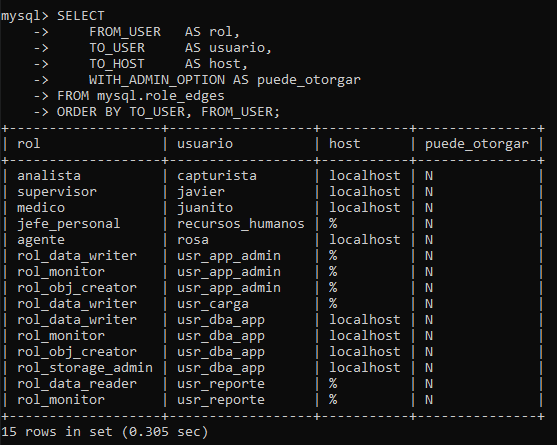 mysql> SELECT
    ->     FROM_USER   AS rol,
    ->     TO_USER     AS usuario,
    ->     TO_HOST     AS host,
    ->     WITH_ADMIN_OPTION AS puede_otorgar
    -> FROM mysql.role_edges
    -> ORDER BY TO_USER, FROM_USER;
+-------------------+------------------+-----------+---------------+
| rol               | usuario          | host      | puede_otorgar |
+-------------------+------------------+-----------+---------------+
| analista          | capturista       | localhost | N             |
| supervisor        | javier           | localhost | N             |
| medico            | juanito          | localhost | N             |
| jefe_personal     | recursos_humanos | %         | N             |
| agente            | rosa             | localhost | N             |
| rol_data_writer   | usr_app_admin    | %         | N             |
| rol_monitor       | usr_app_admin    | %         | N             |
| rol_obj_creator   | usr_app_admin    | %         | N             |
| rol_data_writer   | usr_carga        | %         | N             |
| rol_data_writer   | usr_dba_app      | localhost | N             |
| rol_monitor       | usr_dba_app      | localhost | N             |
| rol_obj_creator   | usr_dba_app      | localhost | N             |
| rol_storage_admin | usr_dba_app      | localhost | N             |
| rol_data_reader   | usr_reporte      | %         | N             |
| rol_monitor       | usr_reporte      | %         | N             |
+-------------------+------------------+-----------+---------------+
15 rows in set (0.305 sec)